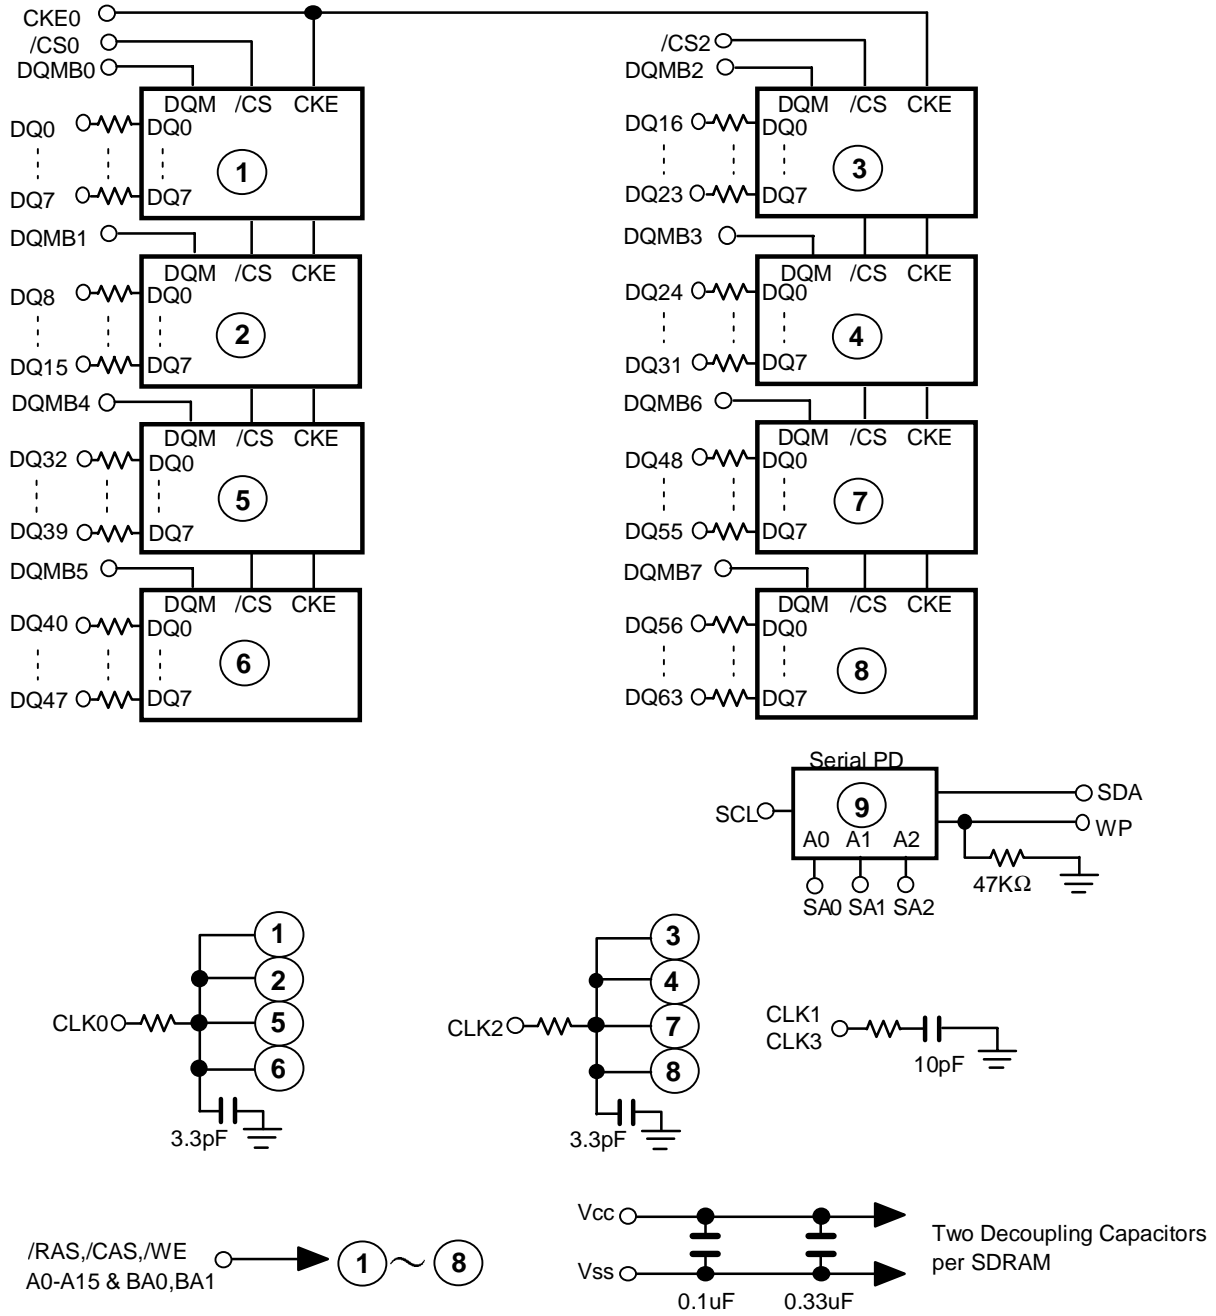 CKE0
/CS0
DQMB0
DQM /CS CKE
DQ0 DQ0
1
DQ7 DQ7
DQMB1
DQM /CS CKE
DQ8 DQ0
2
DQ15 DQ7
DQMB4
DQM /CS CKE
DQ32 DQ0
5
DQ39 DQ7
DQMB5
DQM /CS CKE
DQ40 DQ0
6
DQ47 DQ7
/CS2
DQMB2
DQM /CS CKE
DQ16 DQ0
3
DQ23 DQ7
DQMB3
DQM /CS CKE
DQ24 DQ0
4
DQ31 DQ7
DQMB6
DQM /CS CKE
DQ48 DQ0
7
DQ55 DQ7
DQMB7
DQM /CS CKE
DQ56 DQ0
8
DQ63 DQ7
Serial PD
SCL 9 SDA
WP
A0 A1 A2
47KΩ
SA0 SA1 SA2
1
2
CLK0 5
6
3.3pF
3
4
CLK2 7
8
3.3pF
CLK1
CLK3
10pF
/RAS,/CAS,/WE
A0-A15 & BA0,BA1
1 ~ 8
Vcc
Vss
0.1uF 0.33uF
Two Decoupling Capacitors
per SDRAM